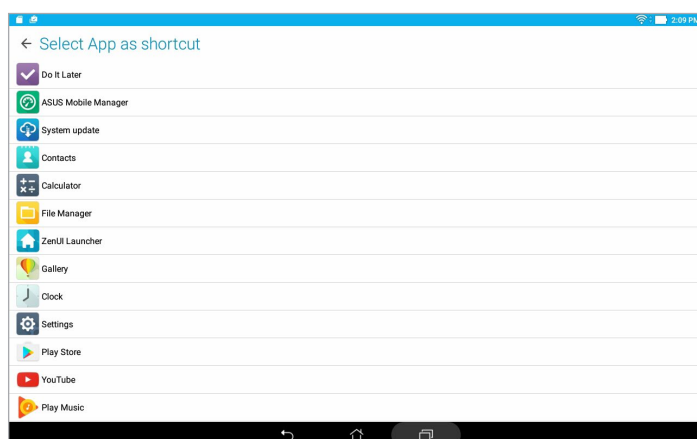 2:09 PM
Select App as shortcut
Do It Later
ASUS Mobile Manager
System update
Contacts
Calculator
File Manager
ZenUI Launcher
Gallery
Clock
Settings
Play Store
YouTube
Play Music